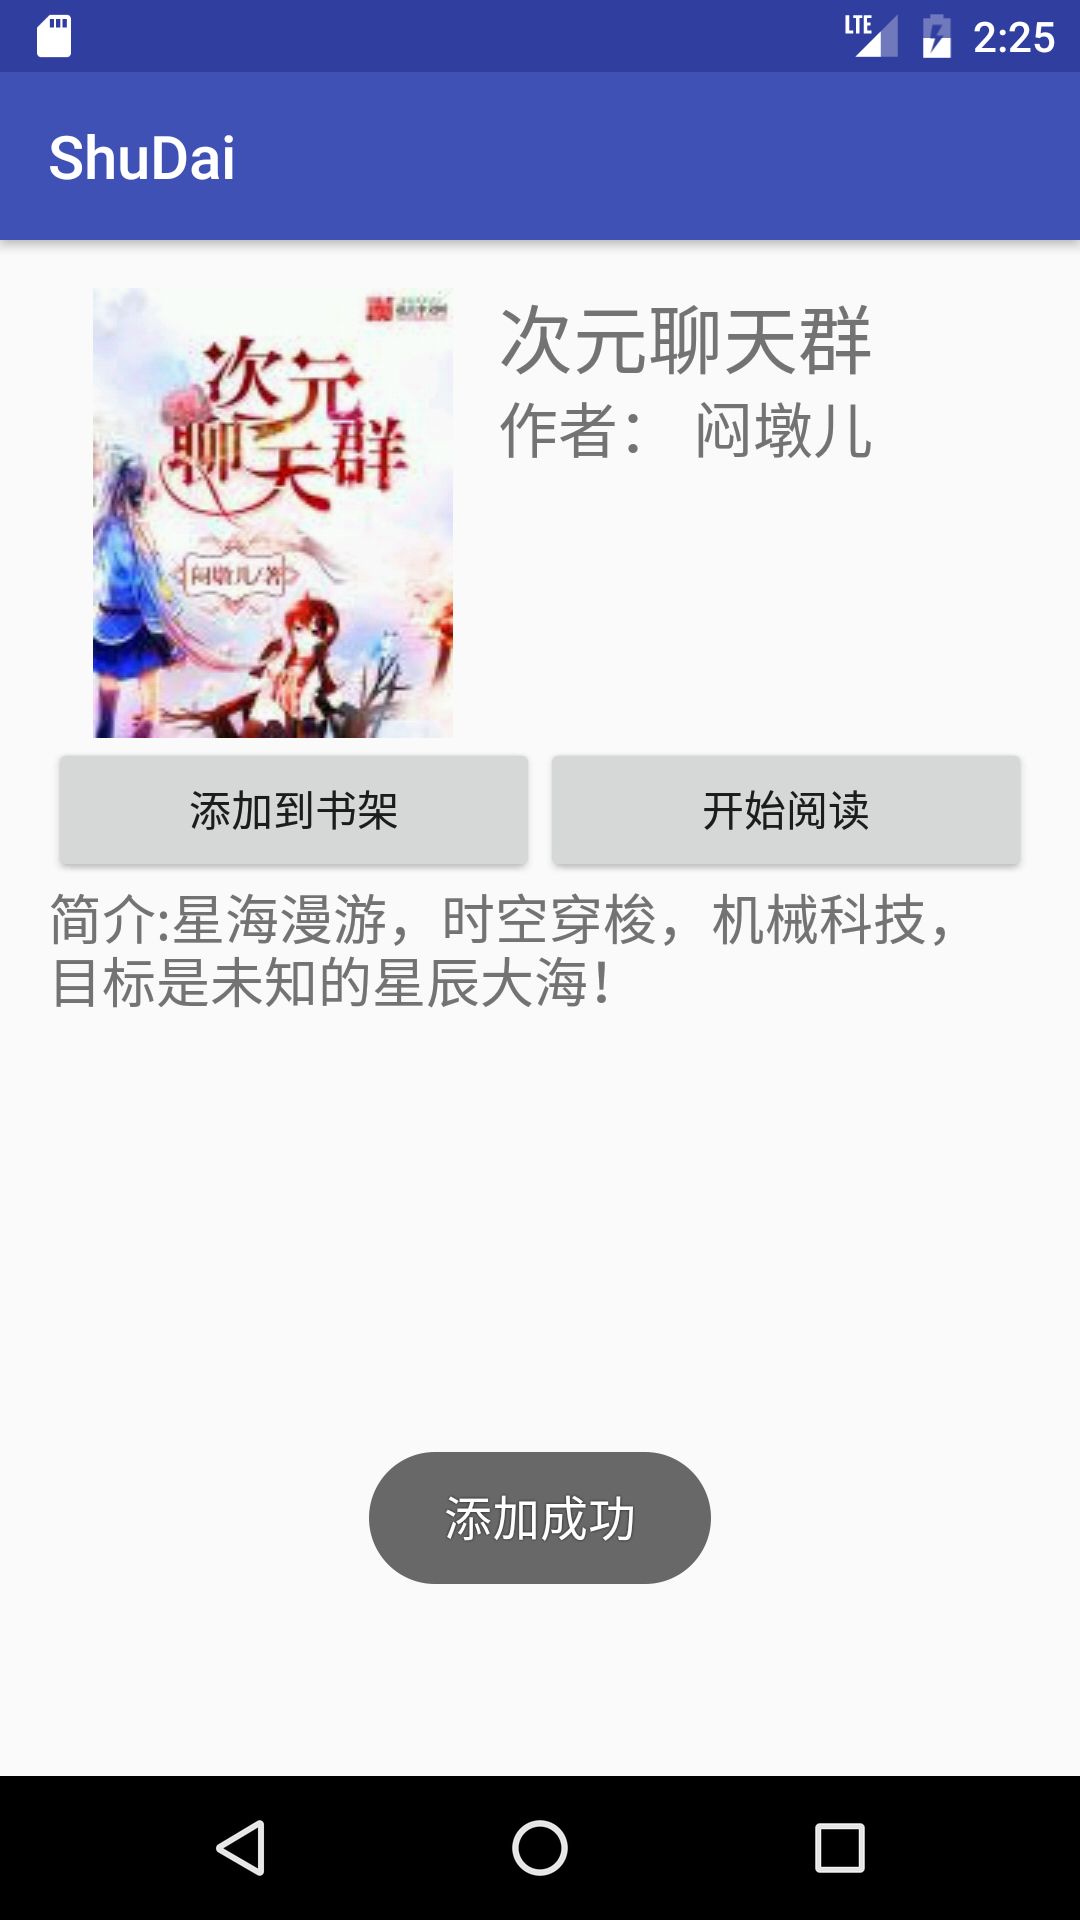 LTE 2:25
ShuDai
次元
聊天群
闷墩儿/著
次元聊天群
作者： 闷墩儿
添加到书架 开始阅读
简介:星海漫游，时空穿梭，机械科技，
目标是未知的星辰大海！
添加成功